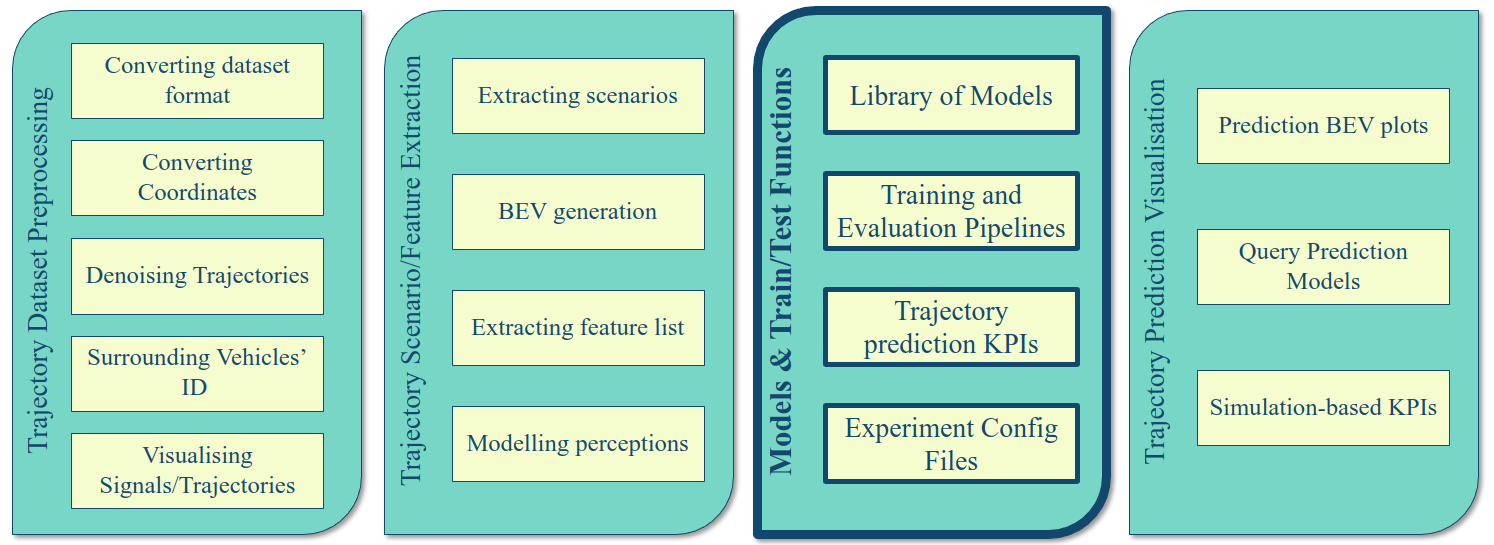 Trajectory Dataset Preprocessing
Converting dataset
format
Converting
Coordinates
Denoising Trajectories
Surrounding Vehicles’
ID
Visualising
Signals/Trajectories
Trajectory Scenario/Feature Extraction
Extracting scenarios
BEV generation
Extracting feature list
Modelling perceptions
Models & Train/Test Functions
Library of Models
Training and
Evaluation Pipelines
Trajectory
prediction KPIs
Experiment Config
Files
Trajectory Prediction Visualisation
Prediction BEV plots
Query Prediction
Models
Simulation-based KPIs